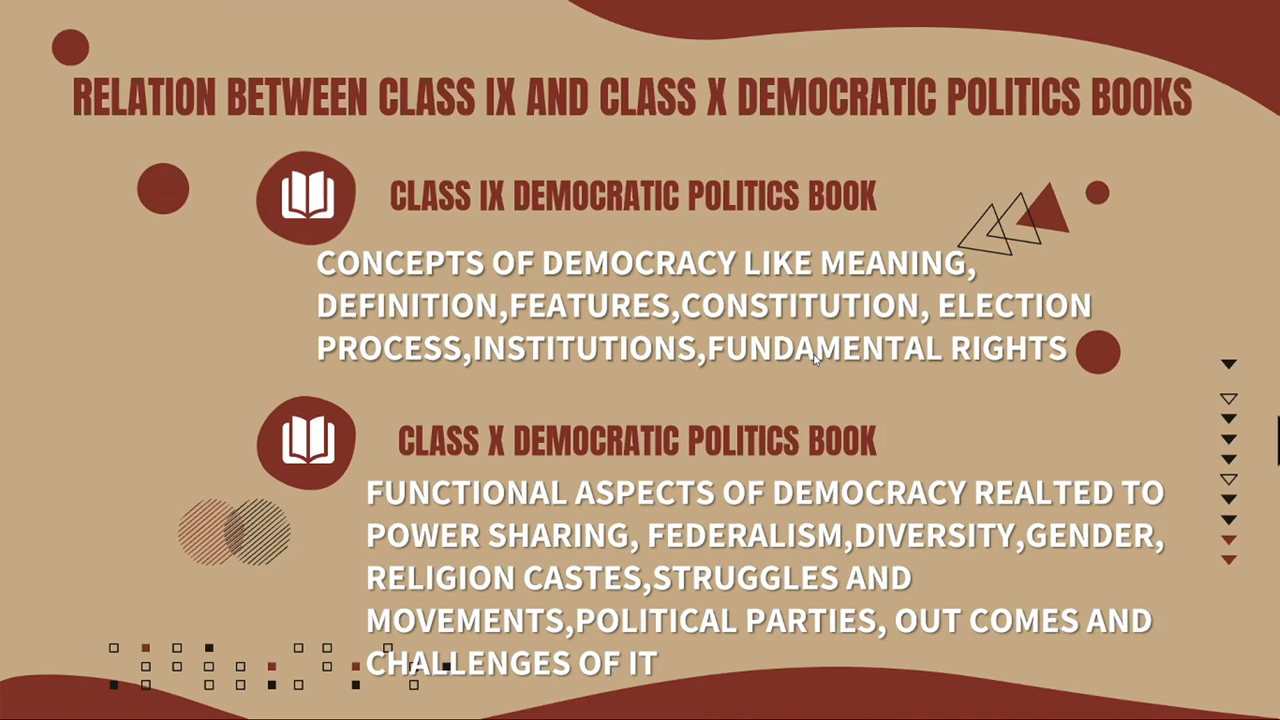 RELATION BETWEEN CLASS IX AND CLASS X DEMOCRATIC POLITICS BOOKS
CLASS IX DEMOCRATIC POLITICS BOOK
CONCEPTS OF DEMOCRACY LIKE MEANING,
DEFINITION,FEATURES,CONSTITUTION, ELECTION
PROCESS,INSTITUTIONS,FUNDAMENTAL RIGHTS
CLASS X DEMOCRATIC POLITICS BOOK
FUNCTIONAL ASPECTS OF DEMOCRACY REALTED TO
POWER SHARING, FEDERALISM,DIVERSITY,GENDER,
RELIGION CASTES,STRUGGLES AND
MOVEMENTS,POLITICAL PARTIES, OUT COMES AND
CHALLENGES OF IT